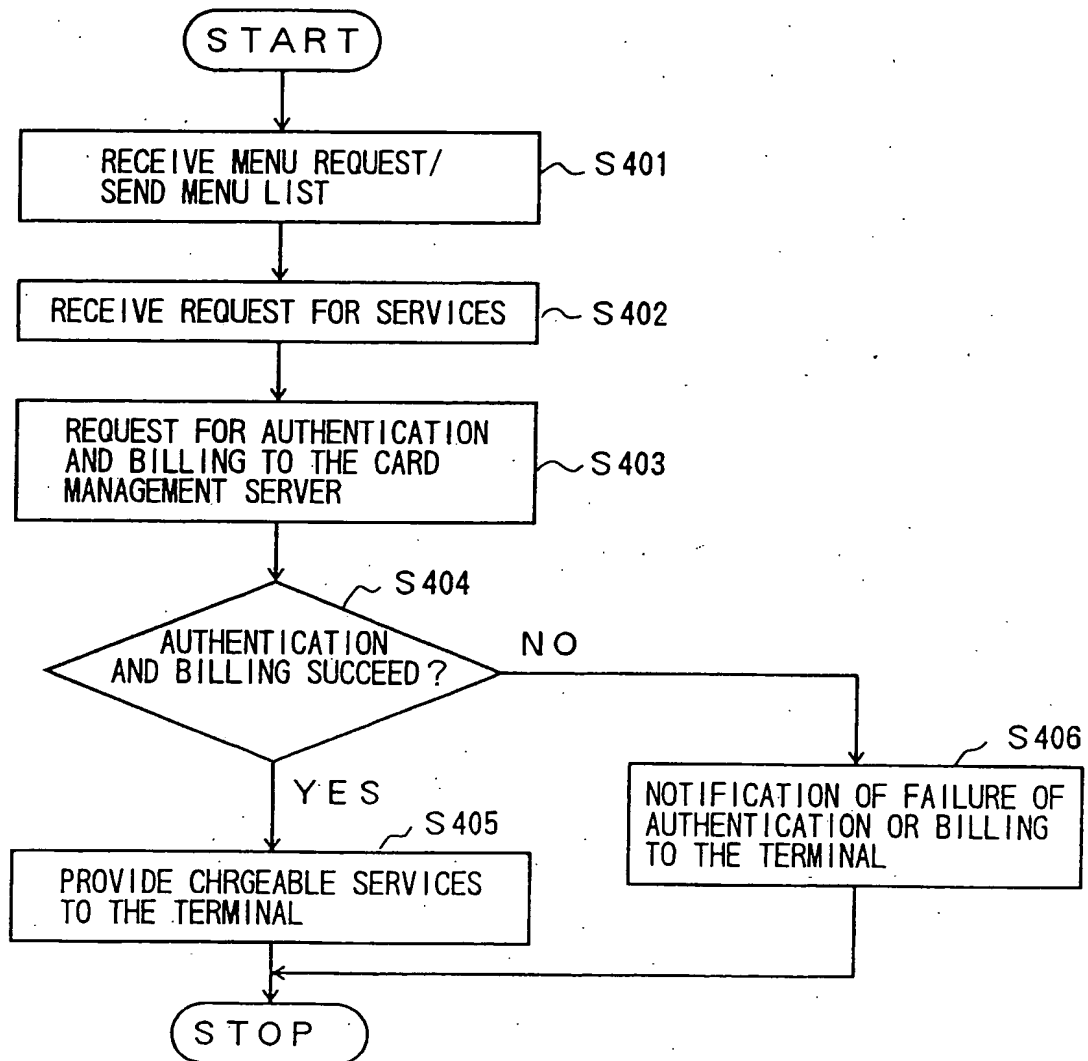 START
RECEIVE MENU REQUEST/
SEND MENU LIST
S401
RECEIVE REQUEST FOR SERVICES
S402
REQUEST FOR AUTHENTICATION
AND BILLING TO THE CARD
MANAGEMENT SERVER
S403
S404
AUTHENTICATION
AND BILLING SUCCEED?
NO
YES
S406
NOTIFICATION OF FAILURE OF
AUTHENTICATION OR BILLING
TO THE TERMINAL
S405
PROVIDE CHRGEABLE SERVICES
TO THE TERMINAL
STOP